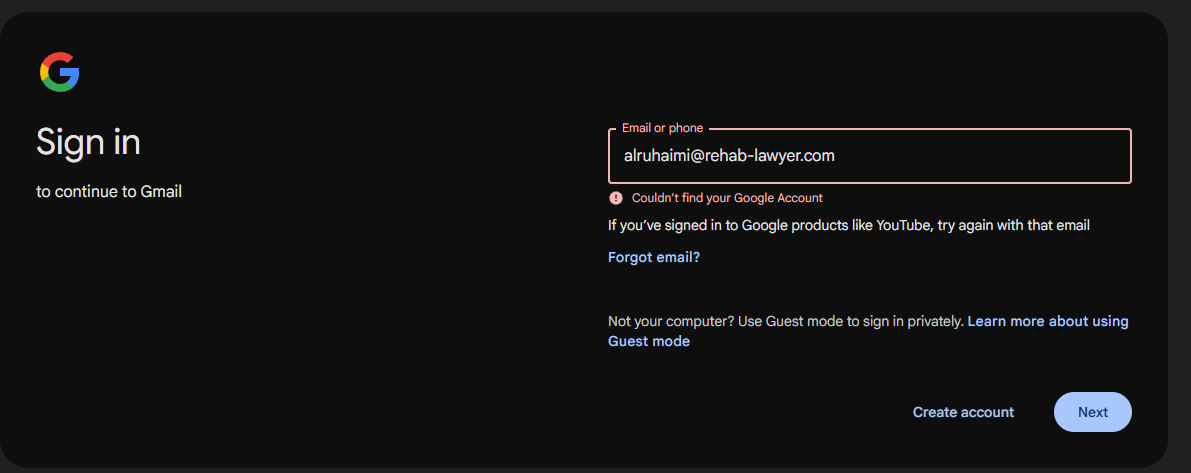 Sign in
to continue to Gmail
Email or phone
alruhaimi@rehab-lawyer.com
Couldn’t find your Google Account
If you’ve signed in to Google products like YouTube, try again with that email
Forgot email?
Not your computer? Use Guest mode to sign in privately. Learn more about using
Guest mode
Create account
Next